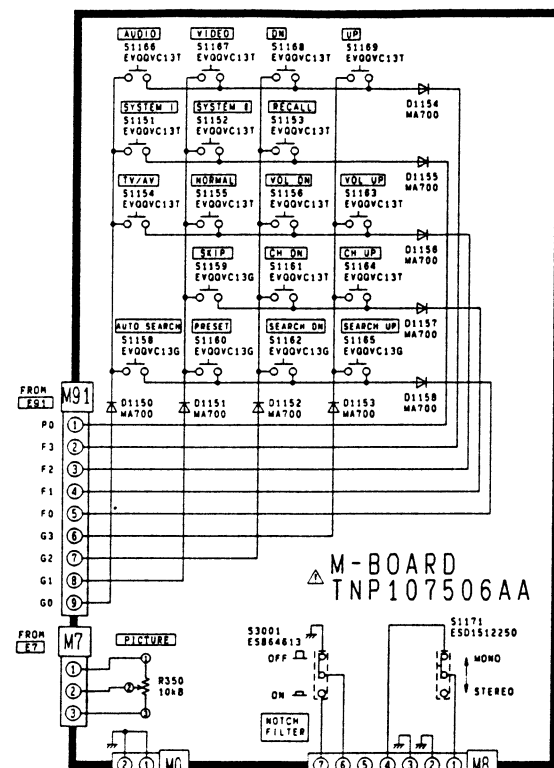 AUDIO VIDEO DN UP
S1166 S1167 S1168 S1169
EVQQVC13T EVQQVC13T EVQQVC13T EVQQVC13T
D1154
MA700
SYSTEM I SYSTEM II RECALL
S1151 S1152 S1153
EVQQVC13T EVQQVC13T EVQQVC13T
D1155
MA700
TV/AV NORMAL VOL DN VOL UP
S1154 S1155 S1156 S1163
EVQQVC13T EVQQVC13T EVQQVC13T EVQQVC13T
D1156
MA700
SKIP CH DN CH UP
S1159 S1161 S1164
EVQQVC13G EVQQVC13T EVQQVC13T
D1157
MA700
AUTO SEARCH PRESET SEARCH DN SEARCH UP
S1158 S1160 S1162 S1165
EVQQVC13G EVQQVC13G EVQQVC13G EVQQVC13G
D1158
MA700
FROM
E91
M91
D1150 D1151 D1152 D1153
MA700 MA700 MA700 MA700
P0 1
F3 2
F2 3
F1 4
F0 5
G3 6
G2 7
G1 8
G0 9
M-BOARD
TNP107506AA
FROM
E7
M7
PICTURE
1 1
2 2
3 3
R350
10kB
S3001
ES864613
OFF
ON
NOTCH
FILTER
S1171
ESD1512250
MONO
STEREO
2 1
7 6 5 4 3 2 1 M8